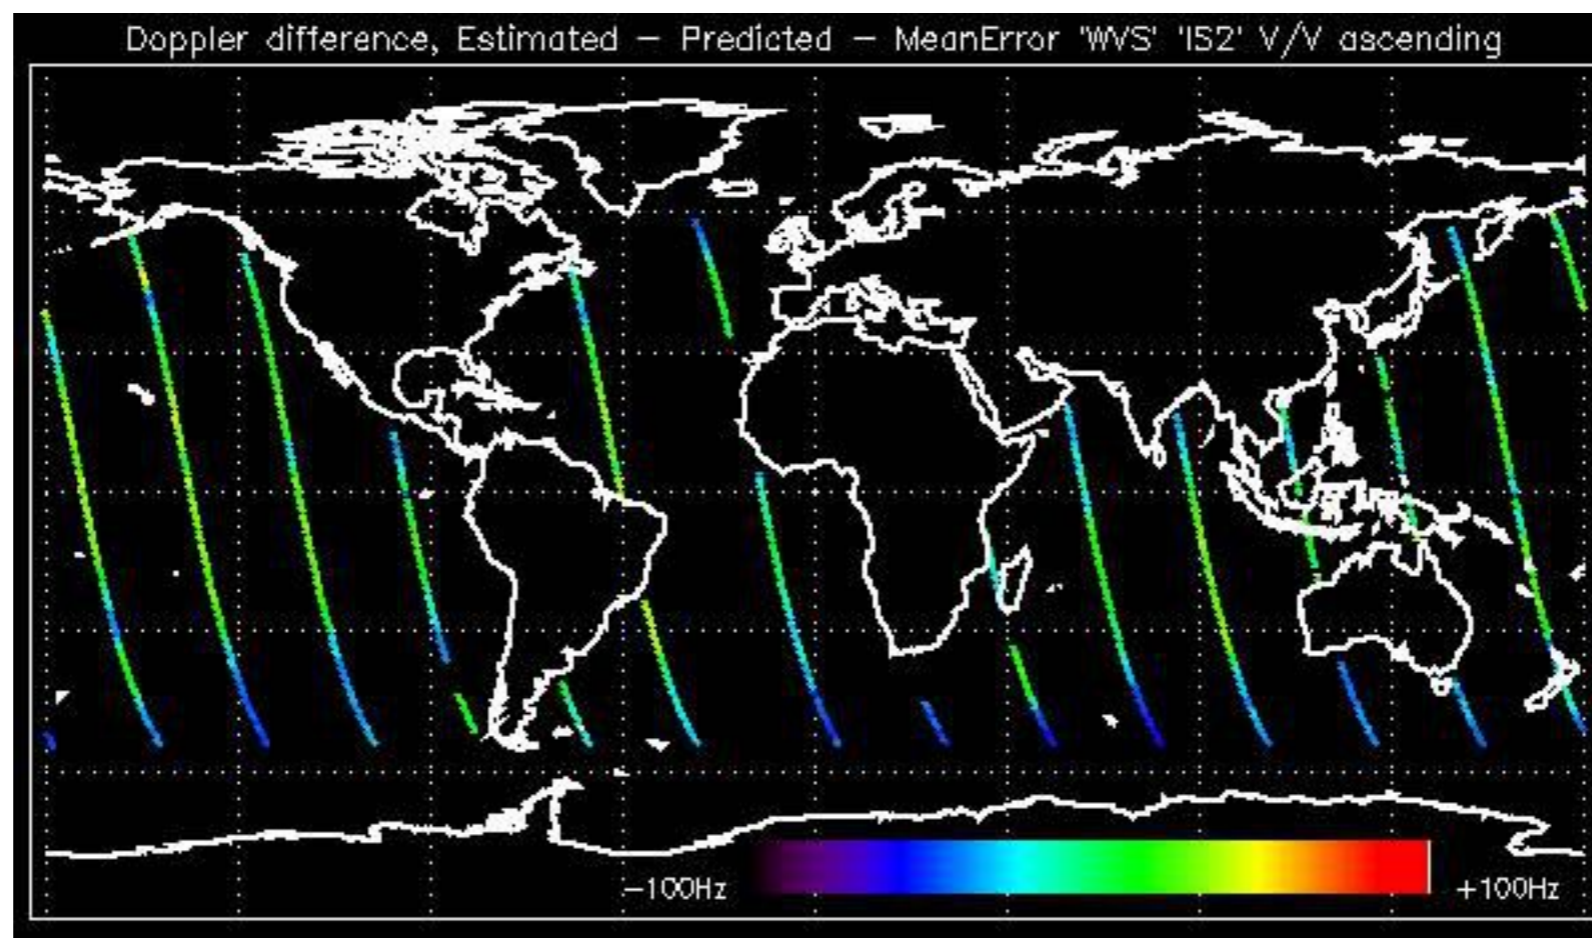 Doppler difference, Estimated – Predicted – MeanError 'WVS' 'IS2' V/V ascending
−100Hz
+100Hz